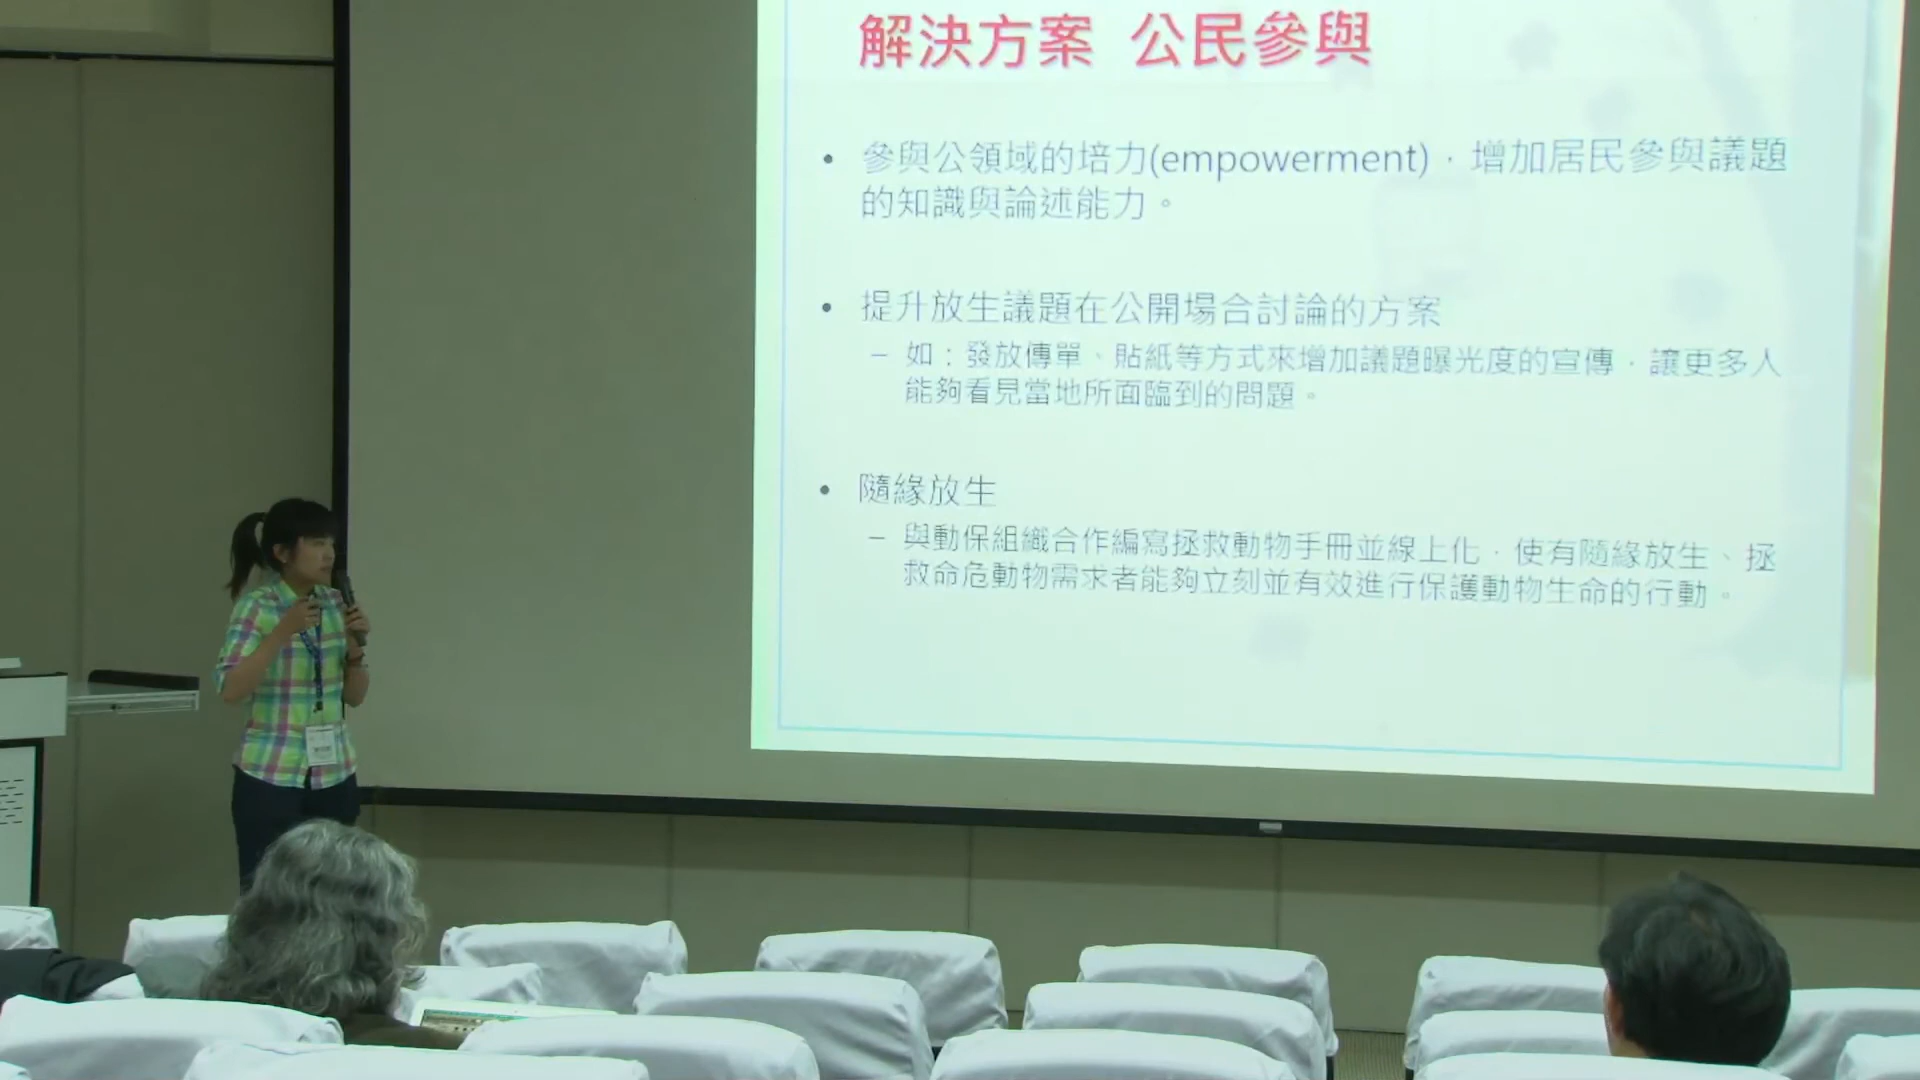 解決方案 公民參與
• 參與公領域的培力(empowerment)，增加居民參與議題
的知識與論述能力。
• 提升放生議題在公開場合討論的方案
– 如：發放傳單、貼紙等方式來增加議題曝光度的宣傳，讓更多人
能夠看見當地所面臨到的問題。
• 隨緣放生
– 與動保組織合作編寫拯救動物手冊並線上化，使有隨緣放生、拯
救命危動物需求者能夠立刻並有效進行保護動物生命的行動。